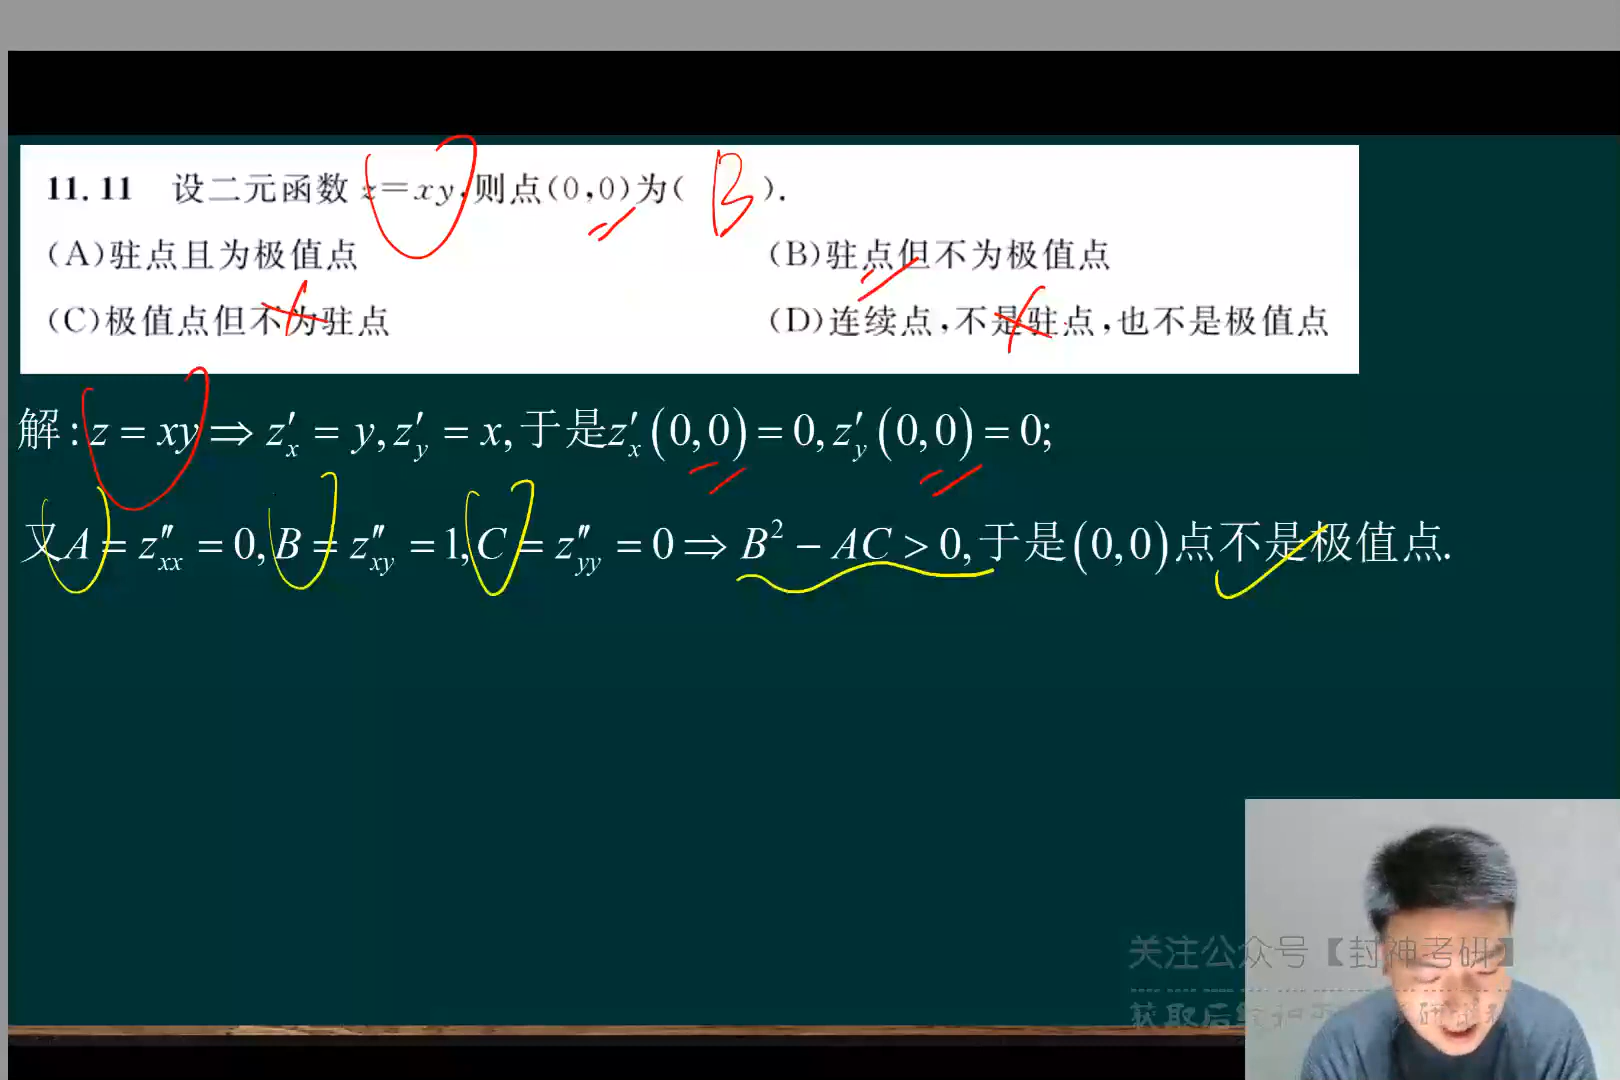 11.11 设二元函数 z=xy,则点(0,0)为( B ).
(A)驻点且为极值点 (B)驻点但不为极值点
(C)极值点但不为驻点 (D)连续点,不是驻点,也不是极值点
解:z = xy ⇒ z′ₓ = y, z′ᵧ = x, 于是z′ₓ(0,0) = 0, z′ᵧ(0,0) = 0;
又A = z″ₓₓ = 0, B = z″ₓᵧ = 1, C = z″ᵧᵧ = 0 ⇒ B² − AC > 0, 于是(0,0)点不是极值点.
关注公众号【封神考研】
获取后续